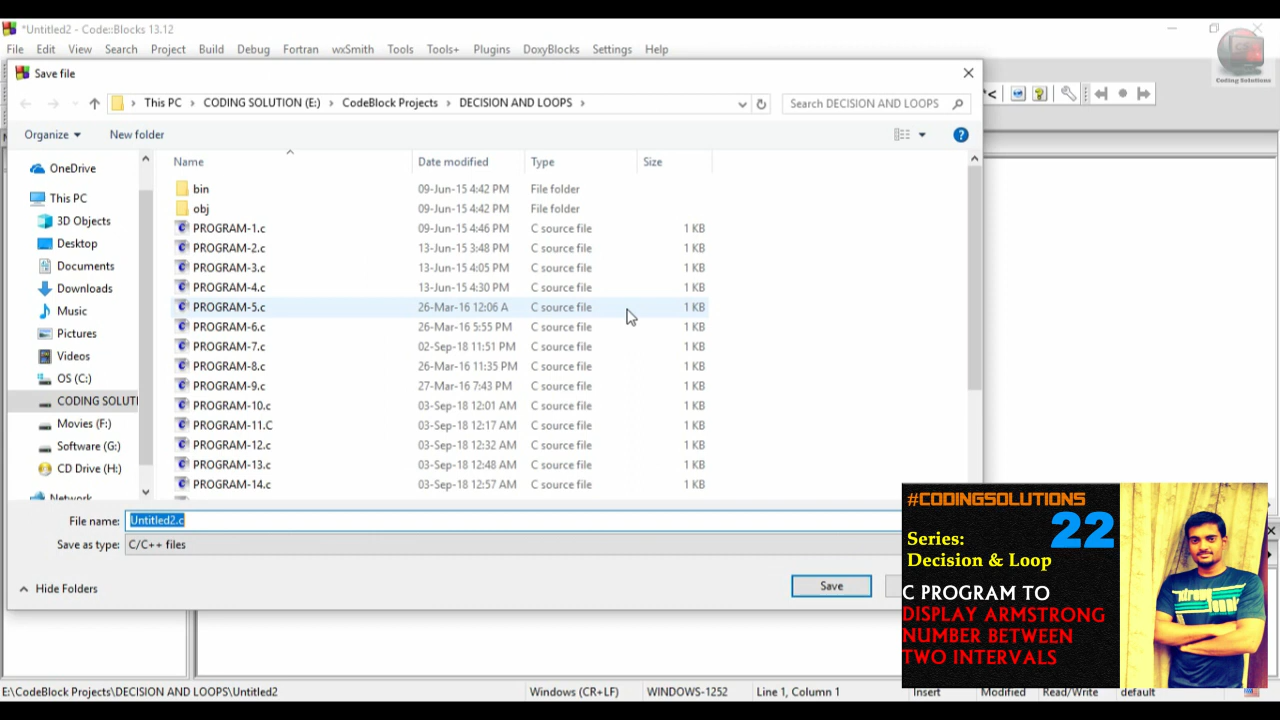 *Untitled2 - Code::Blocks 13.12
File Edit View Search Project Build Debug Fortran wxSmith Tools Tools+ Plugins DoxyBlocks Settings Help
Coding Solutions
Save file
This PC > CODING SOLUTION (E:) > CodeBlock Projects > DECISION AND LOOPS >
Search DECISION AND LOOPS
Organize
New folder
Name Date modified Type Size
OneDrive
This PC
3D Objects
Desktop
Documents
Downloads
Music
Pictures
Videos
OS (C:)
CODING SOLUTI
Movies (F:)
Software (G:)
CD Drive (H:)
Network
bin 09-Jun-15 4:42 PM File folder
obj 09-Jun-15 4:42 PM File folder
PROGRAM-1.c 09-Jun-15 4:46 PM C source file 1 KB
PROGRAM-2.c 13-Jun-15 3:48 PM C source file 1 KB
PROGRAM-3.c 13-Jun-15 4:05 PM C source file 1 KB
PROGRAM-4.c 13-Jun-15 4:30 PM C source file 1 KB
PROGRAM-5.c 26-Mar-16 12:06 A C source file 1 KB
PROGRAM-6.c 26-Mar-16 5:55 PM C source file 1 KB
PROGRAM-7.c 02-Sep-18 11:51 PM C source file 1 KB
PROGRAM-8.c 26-Mar-16 11:35 PM C source file 1 KB
PROGRAM-9.c 27-Mar-16 7:43 PM C source file 1 KB
PROGRAM-10.c 03-Sep-18 12:01 AM C source file 1 KB
PROGRAM-11.C 03-Sep-18 12:17 AM C source file 1 KB
PROGRAM-12.c 03-Sep-18 12:32 AM C source file 1 KB
PROGRAM-13.c 03-Sep-18 12:48 AM C source file 1 KB
PROGRAM-14.c 03-Sep-18 12:57 AM C source file 1 KB
File name: Untitled2.c
Save as type: C/C++ files
Hide Folders
Save
#CODINGSOLUTIONS
22
Series:
Decision & Loop
C PROGRAM TO
DISPLAY ARMSTRONG
NUMBER BETWEEN
TWO INTERVALS
E:\CodeBlock Projects\DECISION AND LOOPS\Untitled2 Windows (CR+LF) WINDOWS-1252 Line 1, Column 1 Insert Modified Read/Write default